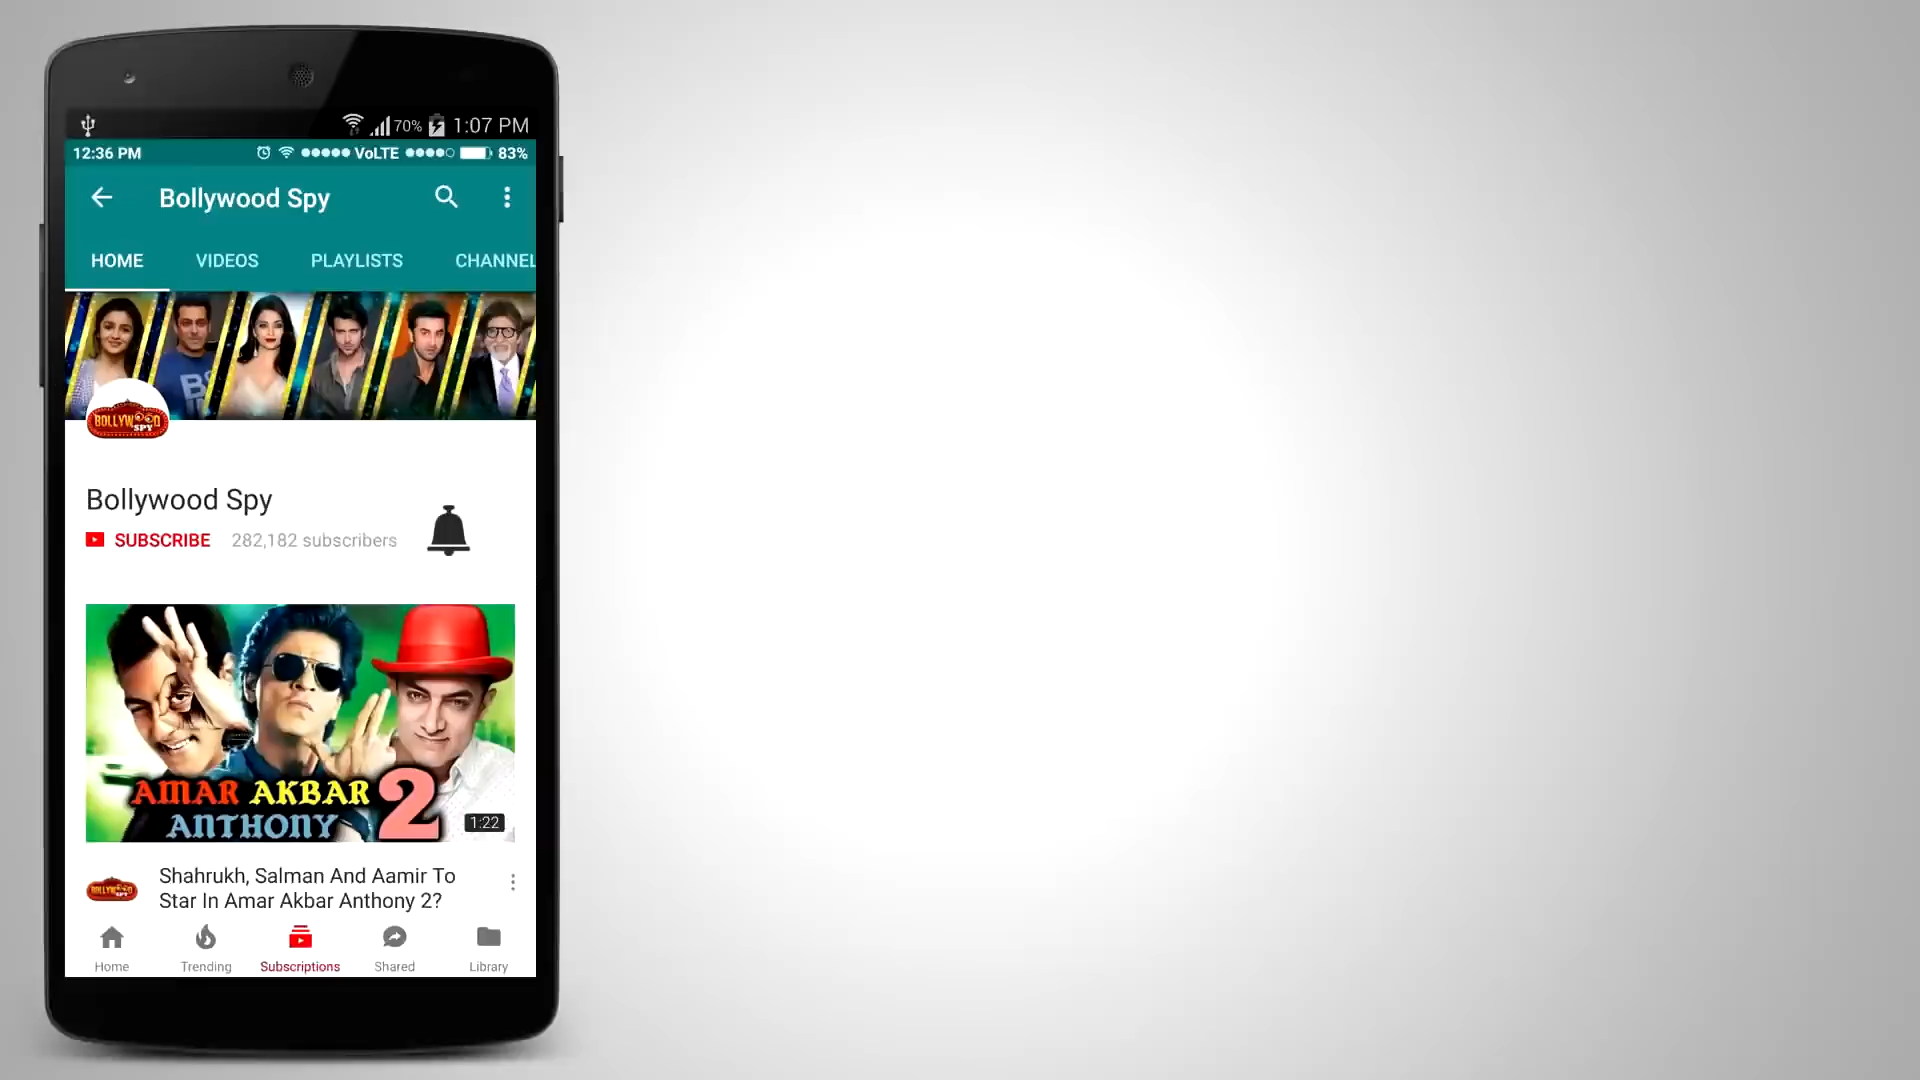 70% 1:07 PM
12:36 PM VoLTE 83%
Bollywood Spy
HOME VIDEOS PLAYLISTS CHANNEL
BOLLYWOOD
SPY
Bollywood Spy
SUBSCRIBE 282,182 subscribers
AMAR AKBAR
ANTHONY 2
1:22
Shahrukh, Salman And Aamir To
Star In Amar Akbar Anthony 2?
BOLLYWOOD
SPY
Home Trending Subscriptions Shared Library